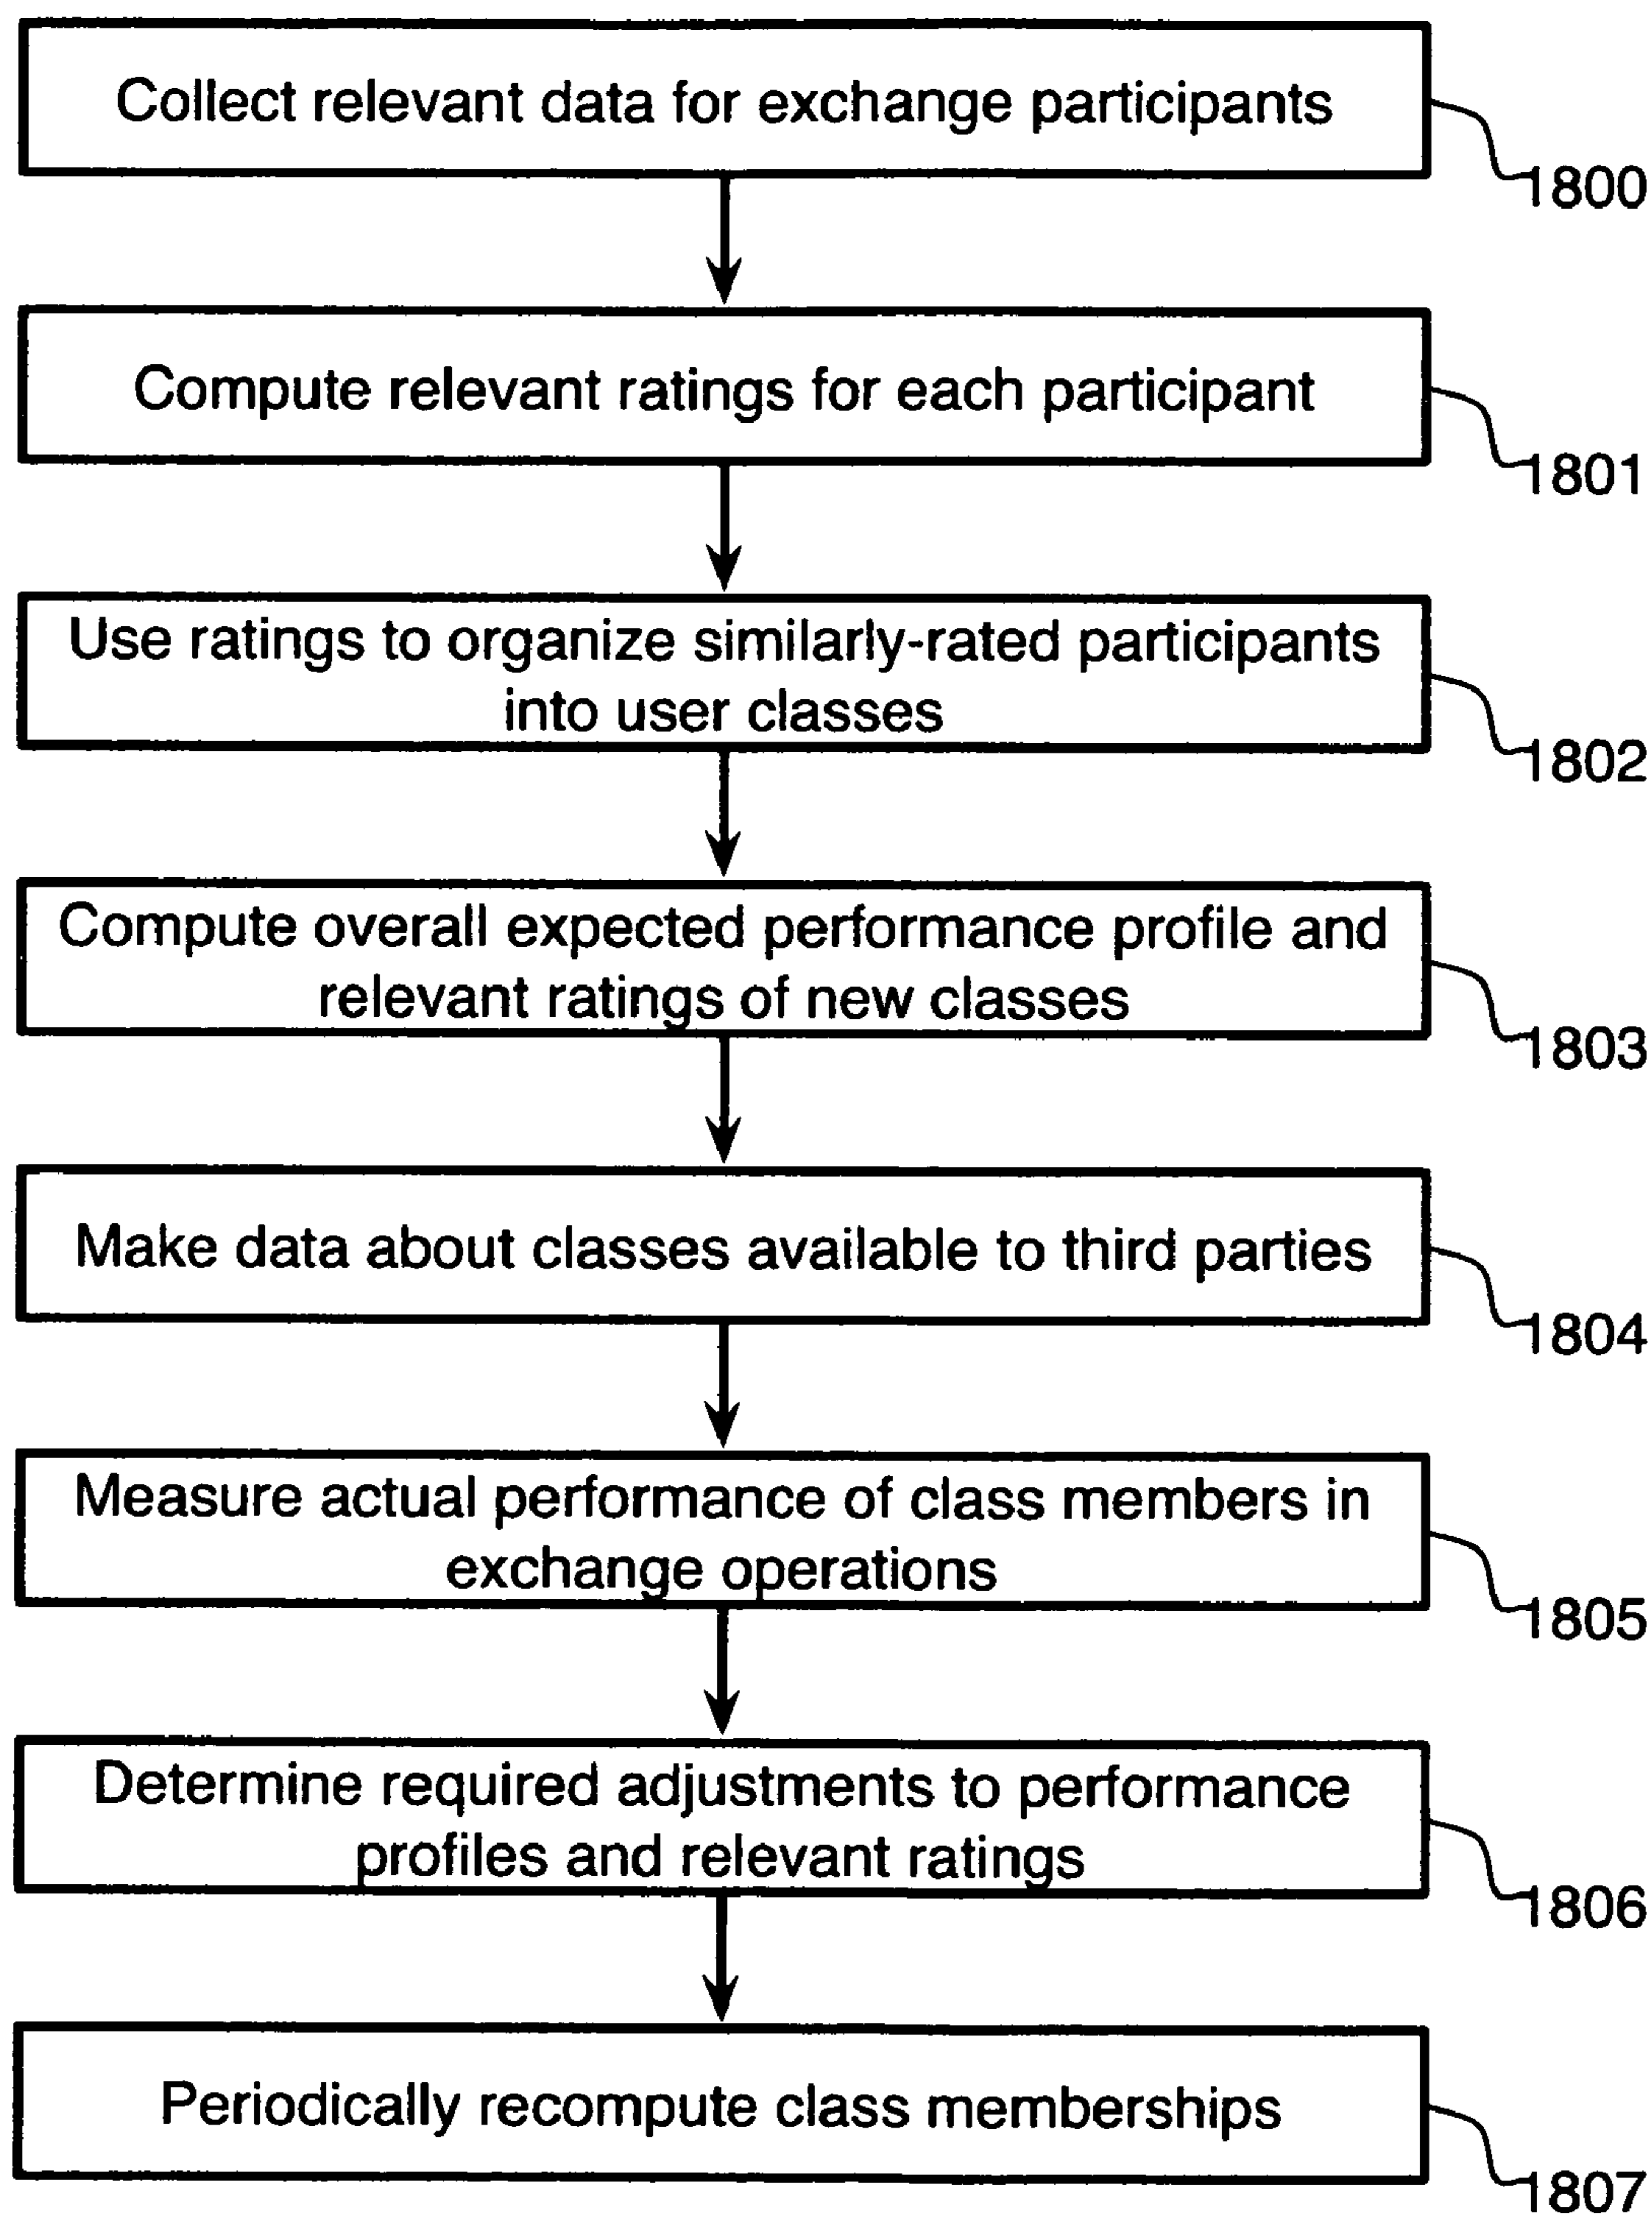 Collect relevant data for exchange participants
1800
Compute relevant ratings for each participant
1801
Use ratings to organize similarly-rated participants
into user classes
1802
Compute overall expected performance profile and
relevant ratings of new classes
1803
Make data about classes available to third parties
1804
Measure actual performance of class members in
exchange operations
1805
Determine required adjustments to performance
profiles and relevant ratings
1806
Periodically recompute class memberships
1807